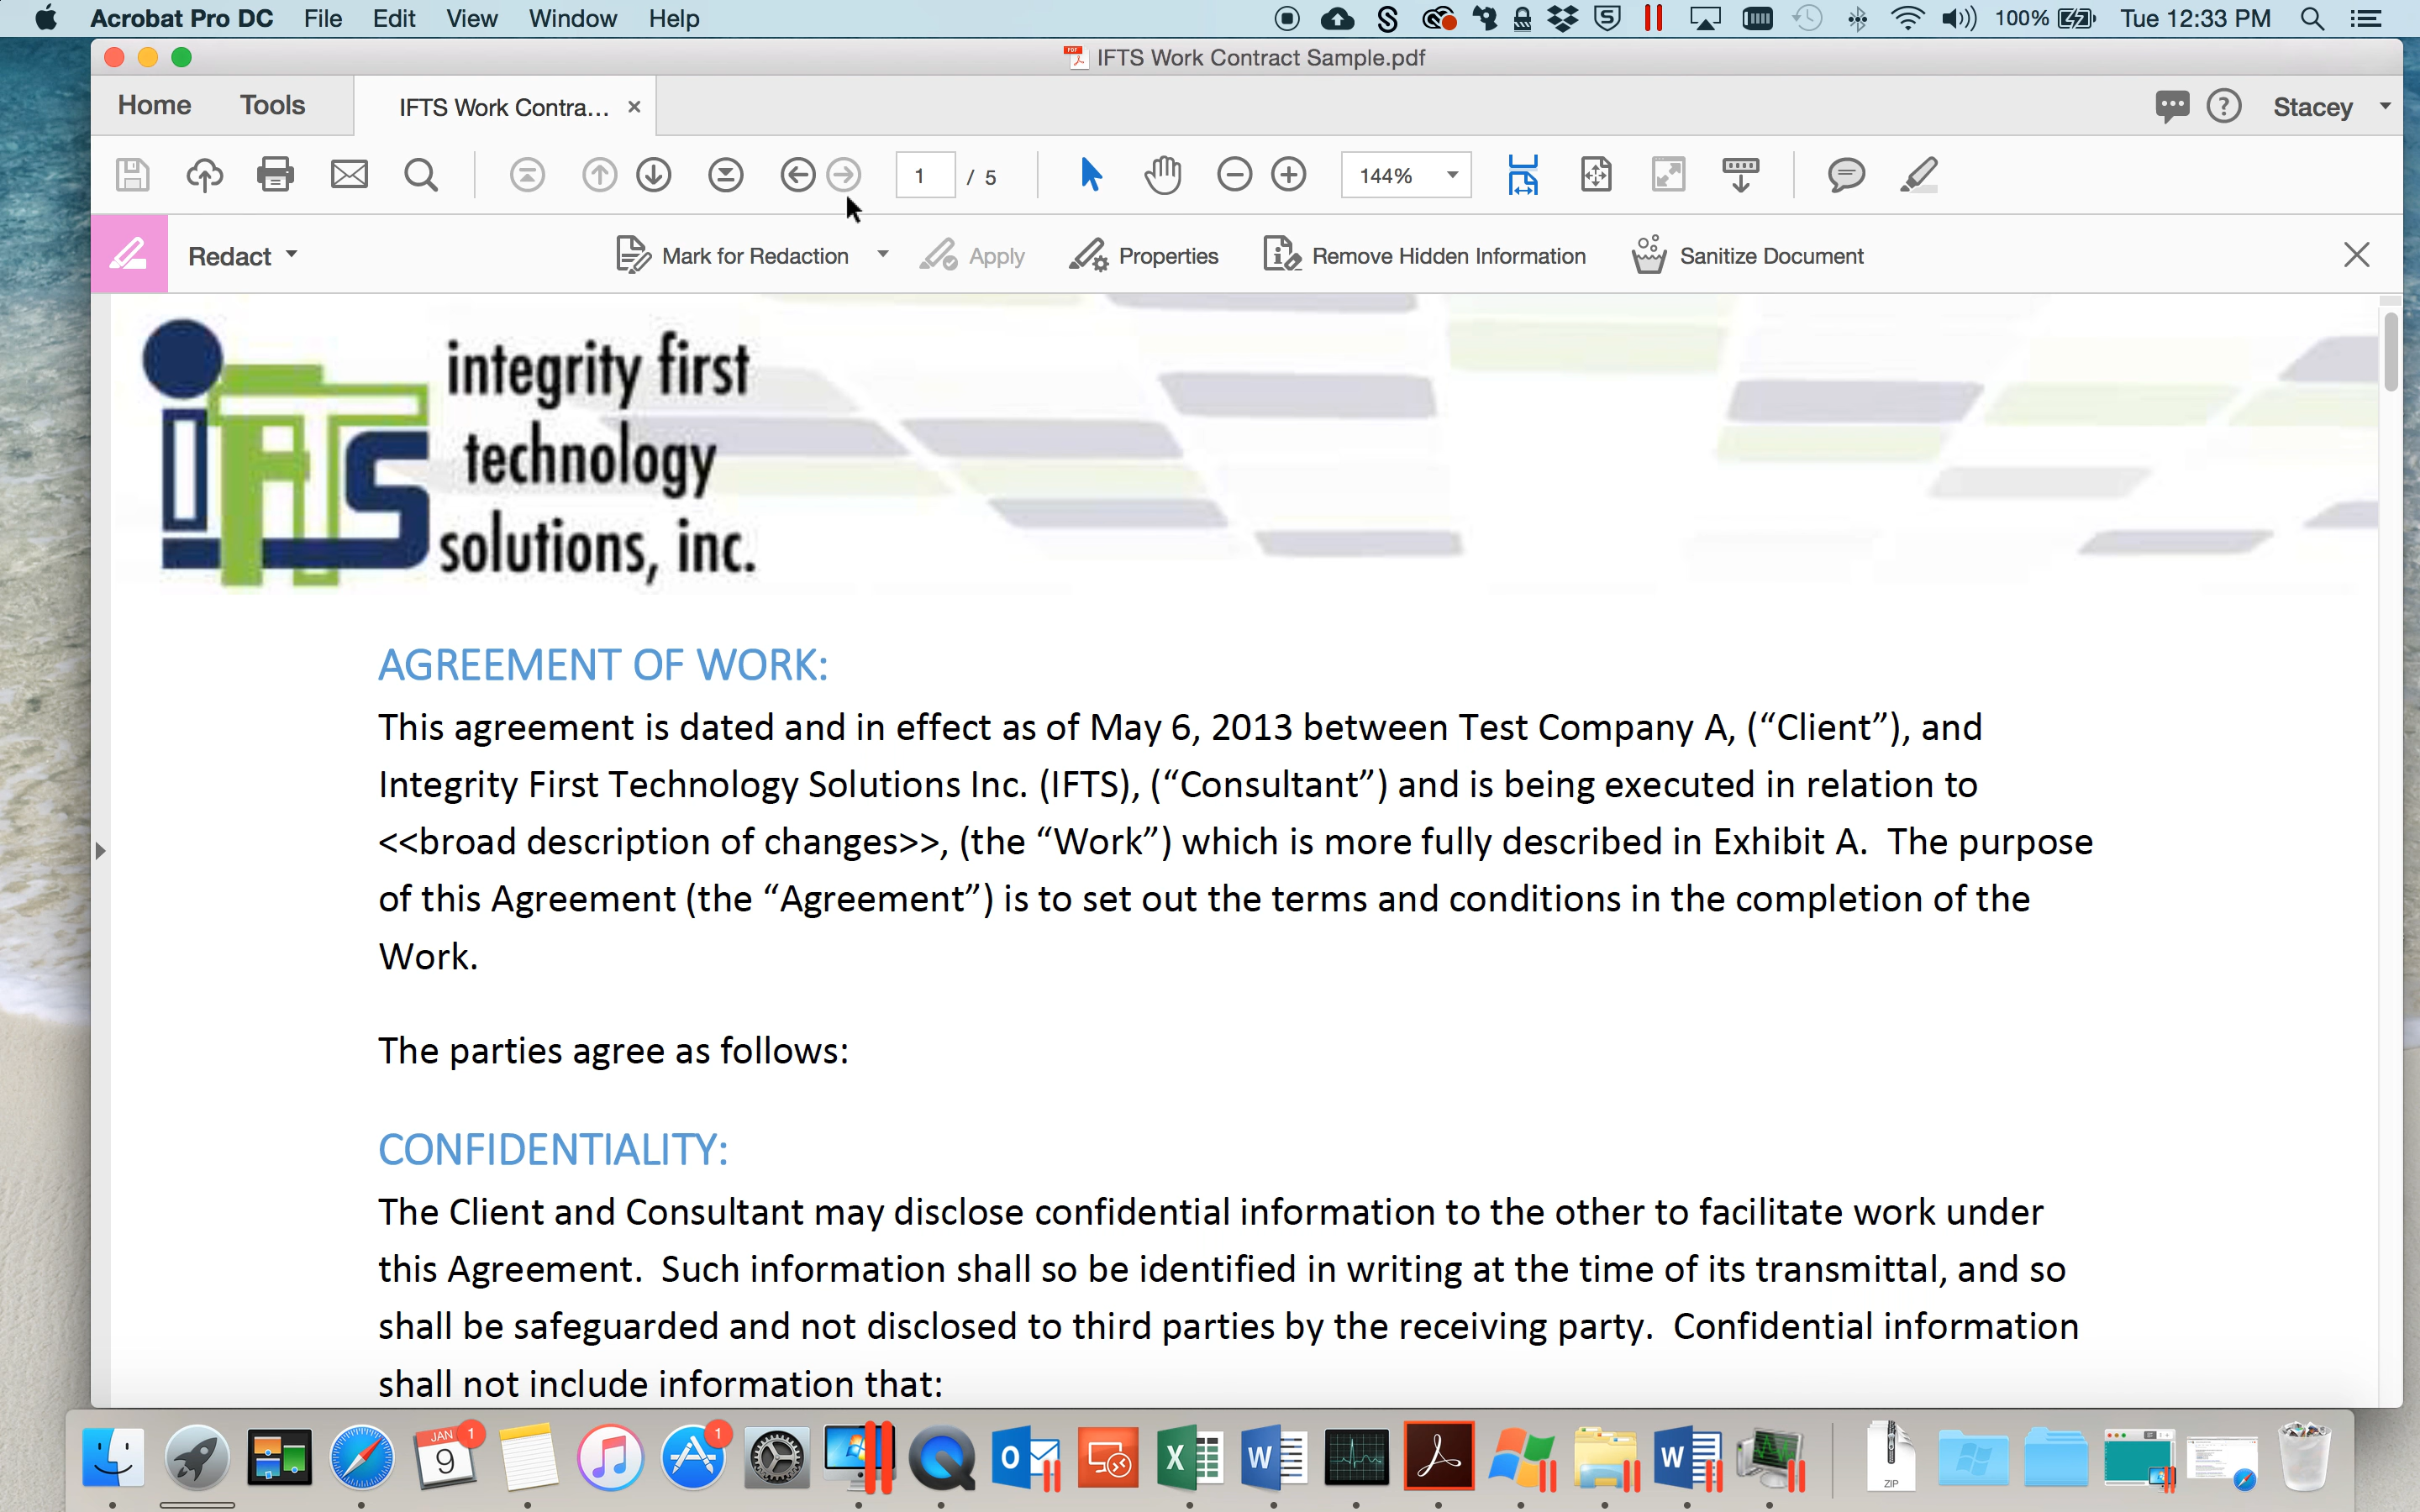 Acrobat Pro DC File Edit View Window Help 100% Tue 12:33 PM
IFTS Work Contract Sample.pdf
Home Tools IFTS Work Contra... Stacey
1 / 5 144%
Redact Mark for Redaction Apply Properties Remove Hidden Information Sanitize Document
iFTS
integrity first
technology
solutions, inc.
AGREEMENT OF WORK:
This agreement is dated and in effect as of May 6, 2013 between Test Company A, (“Client”), and
Integrity First Technology Solutions Inc. (IFTS), (“Consultant”) and is being executed in relation to
<<broad description of changes>>, (the “Work”) which is more fully described in Exhibit A.  The purpose
of this Agreement (the “Agreement”) is to set out the terms and conditions in the completion of the
Work.
The parties agree as follows:
CONFIDENTIALITY:
The Client and Consultant may disclose confidential information to the other to facilitate work under
this Agreement.  Such information shall so be identified in writing at the time of its transmittal, and so
shall be safeguarded and not disclosed to third parties by the receiving party.  Confidential information
shall not include information that:
JAN 9 1 1 ZIP